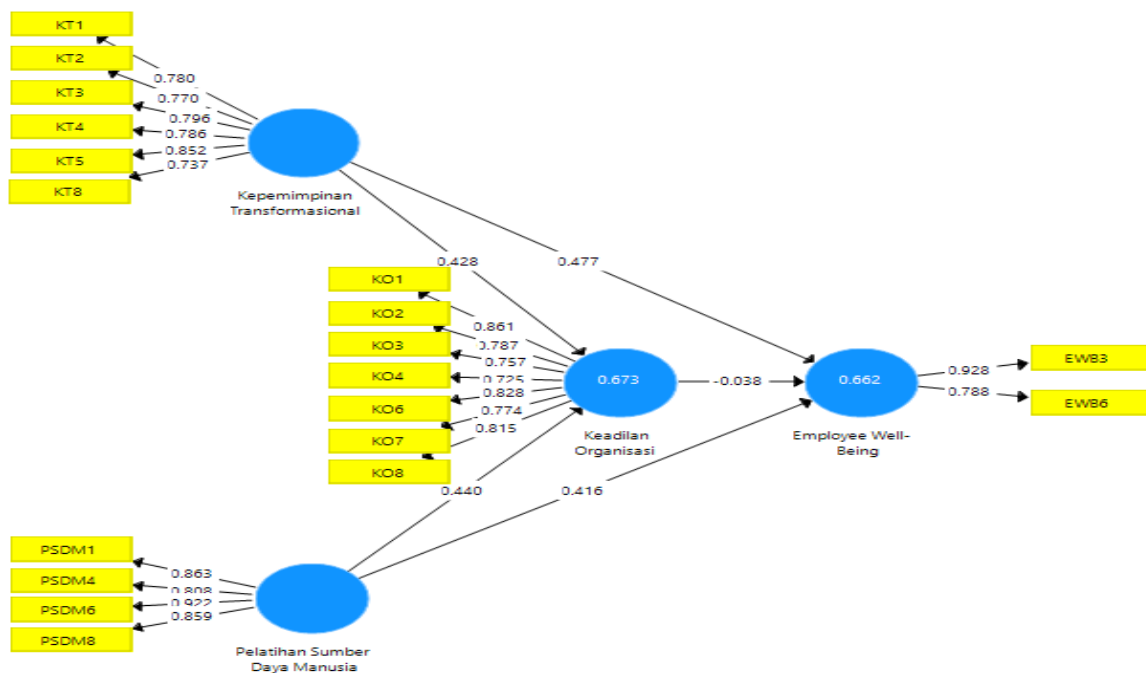 KT1
KT2
KT3
KT4
KT5
KT8
0.780
0.770
0.796
0.786
0.852
0.737
Kepemimpinan
Transformasional
0.428
0.477
KO1
KO2
KO3
KO4
KO6
KO7
KO8
0.861
0.787
0.757
0.725
0.828
0.774
0.815
0.673
Keadilan
Organisasi
-0.038
0.662
Employee Well-
Being
0.928
0.788
EWB3
EWB6
0.440
0.416
PSDM1
PSDM4
PSDM6
PSDM8
0.863
0.808
0.922
0.859
Pelatihan Sumber
Daya Manusia